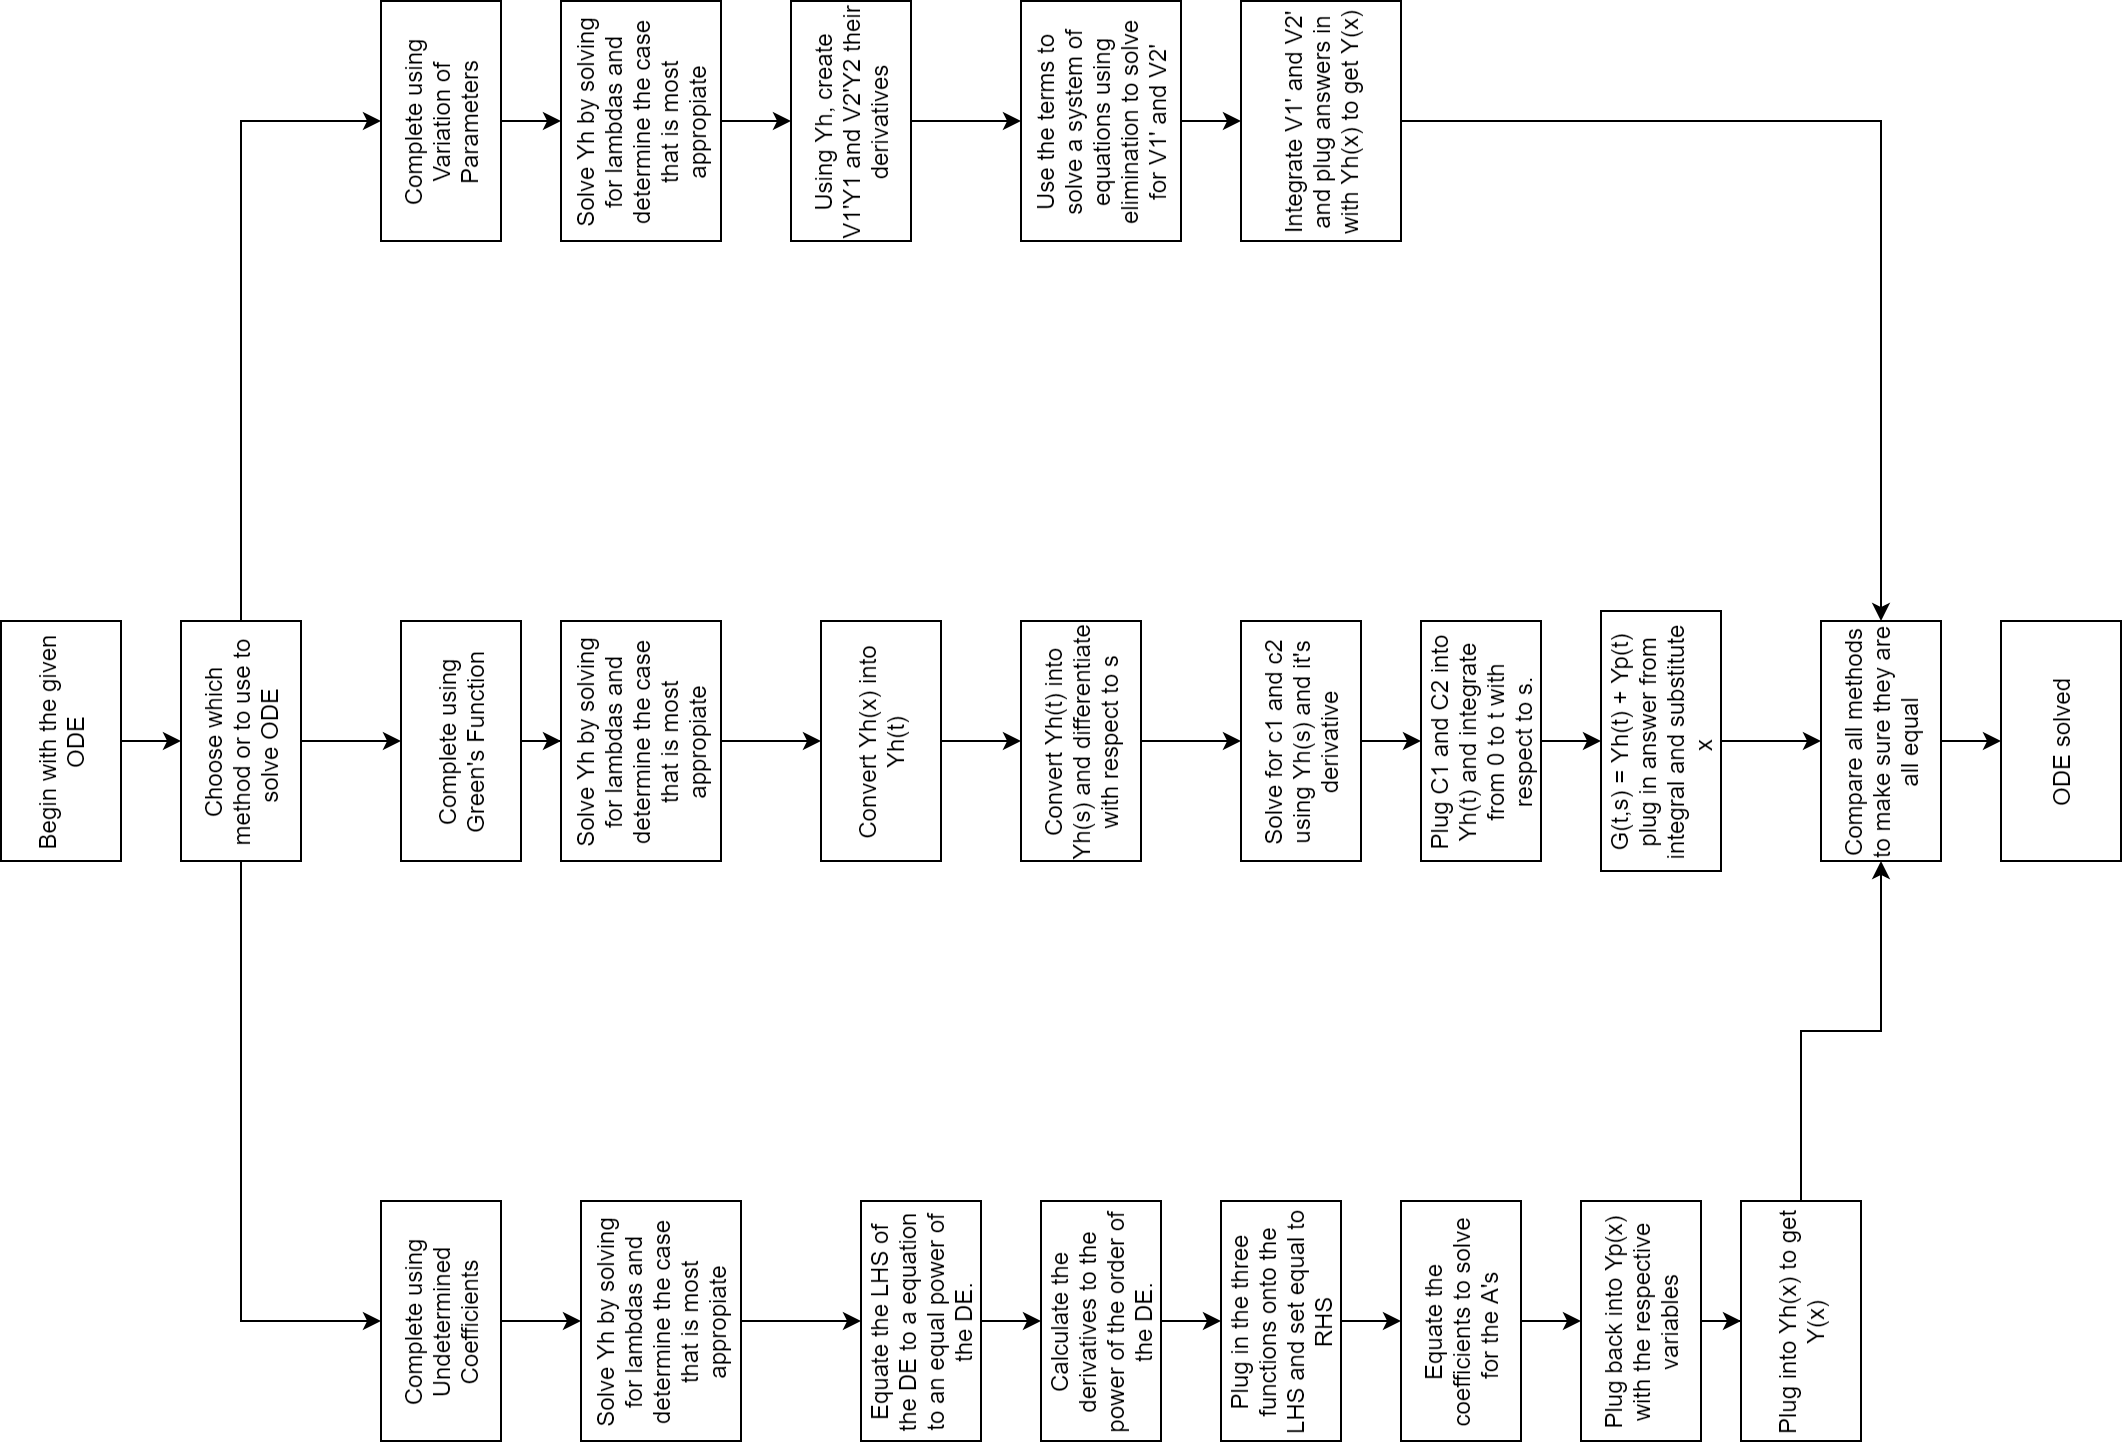 Complete using
Variation of
Parameters
Solve Yh by solving
for lambdas and
determine the case
that is most
appropiate
Using Yh, create
V1'Y1 and V2'Y2 their
derivatives
Use the terms to
solve a system of
equations using
elimination to solve
for V1' and V2'
Integrate V1' and V2'
and plug answers in
with Yh(x) to get Y(x)
Begin with the given
ODE
Choose which
method or to use to
solve ODE
Complete using
Green's Function
Solve Yh by solving
for lambdas and
determine the case
that is most
appropiate
Convert Yh(x) into
Yh(t)
Convert Yh(t) into
Yh(s) and differentiate
with respect to s
Solve for c1 and c2
using Yh(s) and it's
derivative
Plug C1 and C2 into
Yh(t) and integrate
from 0 to t with
respect to s.
G(t,s) = Yh(t) + Yp(t)
plug in answer from
integral and substitute
x
Compare all methods
to make sure they are
all equal
ODE solved
Complete using
Undetermined
Coefficients
Solve Yh by solving
for lambdas and
determine the case
that is most
appropiate
Equate the LHS of
the DE to a equation
to an equal power of
the DE.
Calculate the
derivatives to the
power of the order of
the DE.
Plug in the three
functions onto the
LHS and set equal to
RHS
Equate the
coefficients to solve
for the A's
Plug back into Yp(x)
with the respective
variables
Plug into Yh(x) to get
Y(x)